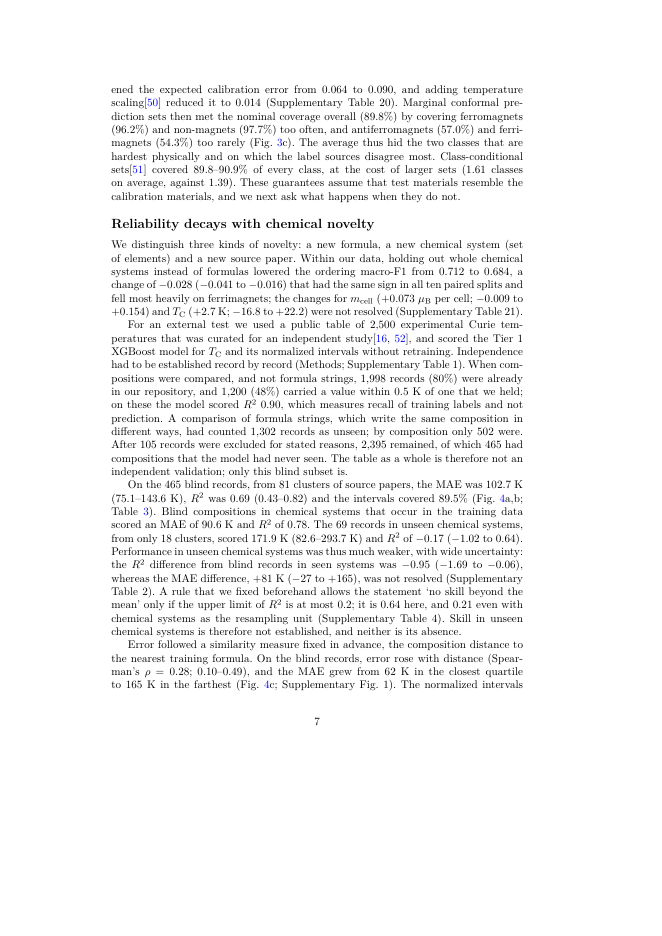 ened the expected calibration error from 0.064 to 0.090, and adding temperature
scaling[50] reduced it to 0.014 (Supplementary Table 20). Marginal conformal pre-
diction sets then met the nominal coverage overall (89.8%) by covering ferromagnets
(96.2%) and non-magnets (97.7%) too often, and antiferromagnets (57.0%) and ferri-
magnets (54.3%) too rarely (Fig. 3c). The average thus hid the two classes that are
hardest physically and on which the label sources disagree most. Class-conditional
sets[51] covered 89.8–90.9% of every class, at the cost of larger sets (1.61 classes
on average, against 1.39). These guarantees assume that test materials resemble the
calibration materials, and we next ask what happens when they do not.
Reliability decays with chemical novelty
We distinguish three kinds of novelty: a new formula, a new chemical system (set
of elements) and a new source paper. Within our data, holding out whole chemical
systems instead of formulas lowered the ordering macro-F1 from 0.712 to 0.684, a
change of −0.028 (−0.041 to −0.016) that had the same sign in all ten paired splits and
fell most heavily on ferrimagnets; the changes for m_cell (+0.073 μ_B per cell; −0.009 to
+0.154) and T_C (+2.7 K; −16.8 to +22.2) were not resolved (Supplementary Table 21).
For an external test we used a public table of 2,500 experimental Curie tem-
peratures that was curated for an independent study[16, 52], and scored the Tier 1
XGBoost model for T_C and its normalized intervals without retraining. Independence
had to be established record by record (Methods; Supplementary Table 1). When com-
positions were compared, and not formula strings, 1,998 records (80%) were already
in our repository, and 1,200 (48%) carried a value within 0.5 K of one that we held;
on these the model scored R² 0.90, which measures recall of training labels and not
prediction. A comparison of formula strings, which write the same composition in
different ways, had counted 1,302 records as unseen; by composition only 502 were.
After 105 records were excluded for stated reasons, 2,395 remained, of which 465 had
compositions that the model had never seen. The table as a whole is therefore not an
independent validation; only this blind subset is.
On the 465 blind records, from 81 clusters of source papers, the MAE was 102.7 K
(75.1–143.6 K), R² was 0.69 (0.43–0.82) and the intervals covered 89.5% (Fig. 4a,b;
Table 3). Blind compositions in chemical systems that occur in the training data
scored an MAE of 90.6 K and R² of 0.78. The 69 records in unseen chemical systems,
from only 18 clusters, scored 171.9 K (82.6–293.7 K) and R² of −0.17 (−1.02 to 0.64).
Performance in unseen chemical systems was thus much weaker, with wide uncertainty:
the R² difference from blind records in seen systems was −0.95 (−1.69 to −0.06),
whereas the MAE difference, +81 K (−27 to +165), was not resolved (Supplementary
Table 2). A rule that we fixed beforehand allows the statement ‘no skill beyond the
mean’ only if the upper limit of R² is at most 0.2; it is 0.64 here, and 0.21 even with
chemical systems as the resampling unit (Supplementary Table 4). Skill in unseen
chemical systems is therefore not established, and neither is its absence.
Error followed a similarity measure fixed in advance, the composition distance to
the nearest training formula. On the blind records, error rose with distance (Spear-
man’s ρ = 0.28; 0.10–0.49), and the MAE grew from 62 K in the closest quartile
to 165 K in the farthest (Fig. 4c; Supplementary Fig. 1). The normalized intervals
7